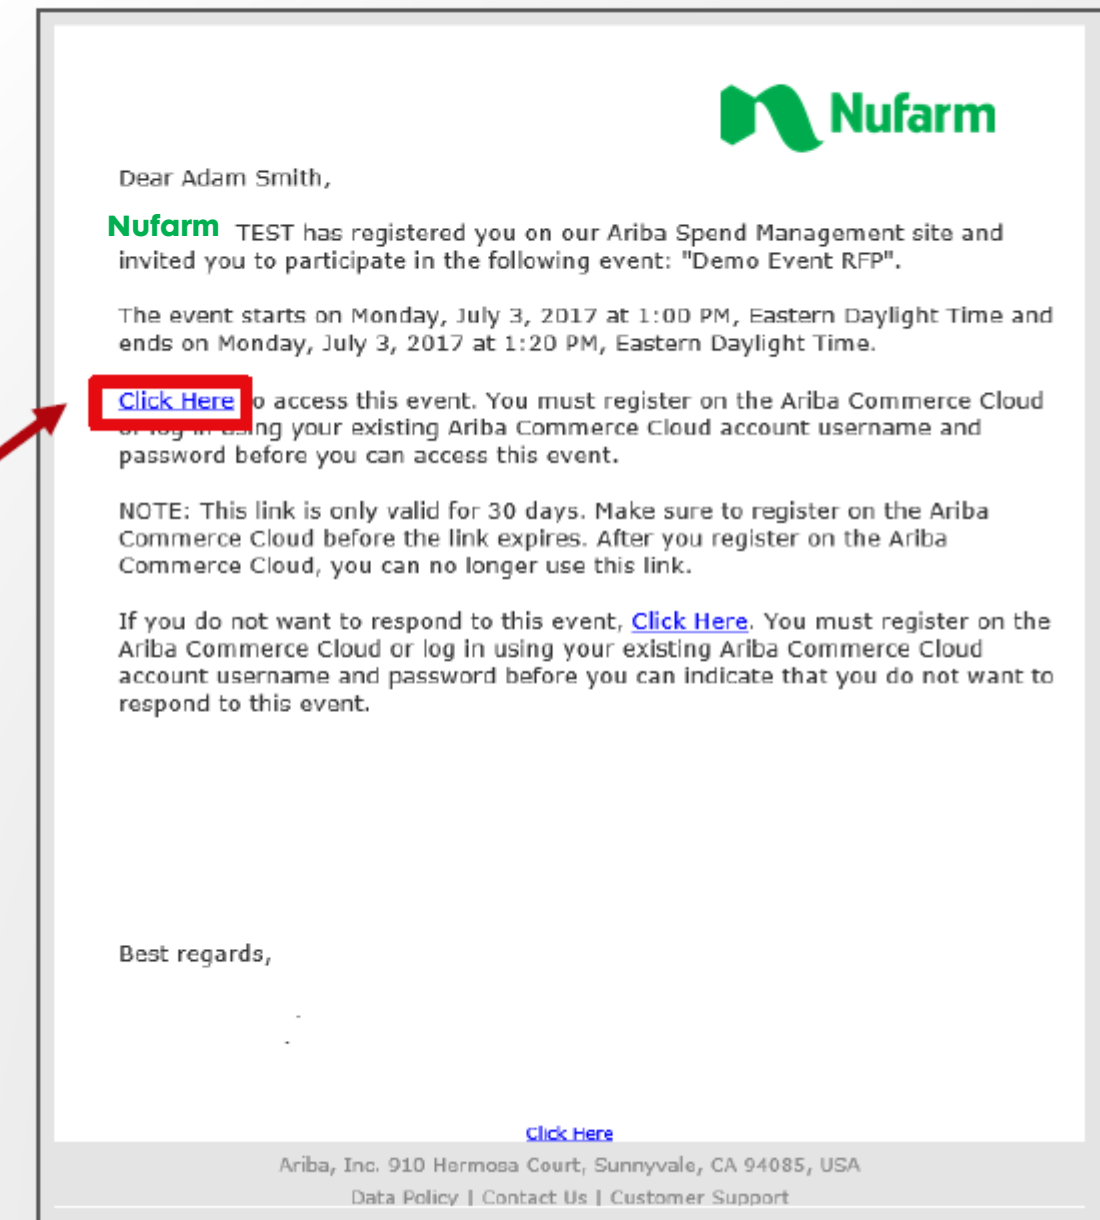 Nufarm
Dear Adam Smith,
Nufarm TEST has registered you on our Ariba Spend Management site and
invited you to participate in the following event: "Demo Event RFP".
The event starts on Monday, July 3, 2017 at 1:00 PM, Eastern Daylight Time and
ends on Monday, July 3, 2017 at 1:20 PM, Eastern Daylight Time.
Click Here o access this event. You must register on the Ariba Commerce Cloud
or log in using your existing Ariba Commerce Cloud account username and
password before you can access this event.
NOTE: This link is only valid for 30 days. Make sure to register on the Ariba
Commerce Cloud before the link expires. After you register on the Ariba
Commerce Cloud, you can no longer use this link.
If you do not want to respond to this event, Click Here. You must register on the
Ariba Commerce Cloud or log in using your existing Ariba Commerce Cloud
account username and password before you can indicate that you do not want to
respond to this event.
Best regards,
Click Here
Ariba, Inc. 910 Hermosa Court, Sunnyvale, CA 94085, USA
Data Policy | Contact Us | Customer Support